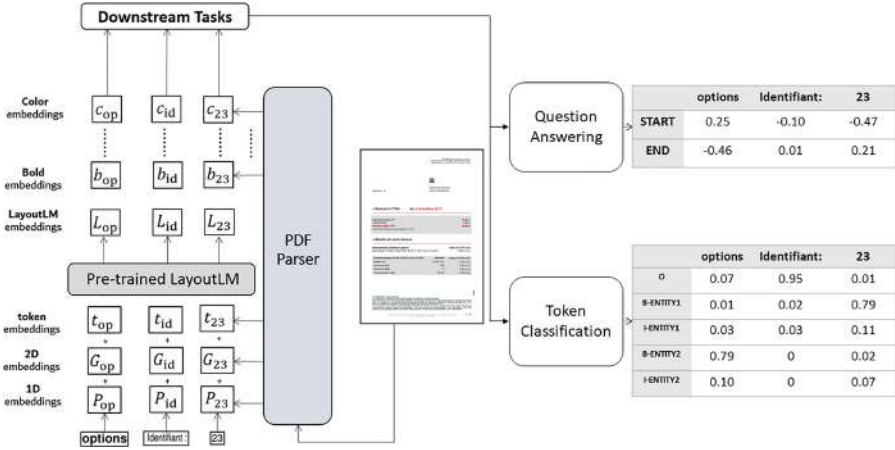 Downstream Tasks
Color
embeddings
c_op c_id c_23
Bold
embeddings
b_op b_id b_23
LayoutLM
embeddings
L_op L_id L_23
Pre-trained LayoutLM
token
embeddings
t_op t_id t_23
+ + +
2D
embeddings
G_op G_id G_23
+ + +
1D
embeddings
P_op P_id P_23
options Identifiant : 23
PDF
Parser
Question
Answering
options Identifiant: 23
START 0.25 -0.10 -0.47
END -0.46 0.01 0.21
Token
Classification
options Identifiant: 23
O 0.07 0.95 0.01
B-ENTITY1 0.01 0.02 0.79
I-ENTITY1 0.03 0.03 0.11
B-ENTITY2 0.79 0 0.02
I-ENTITY2 0.10 0 0.07